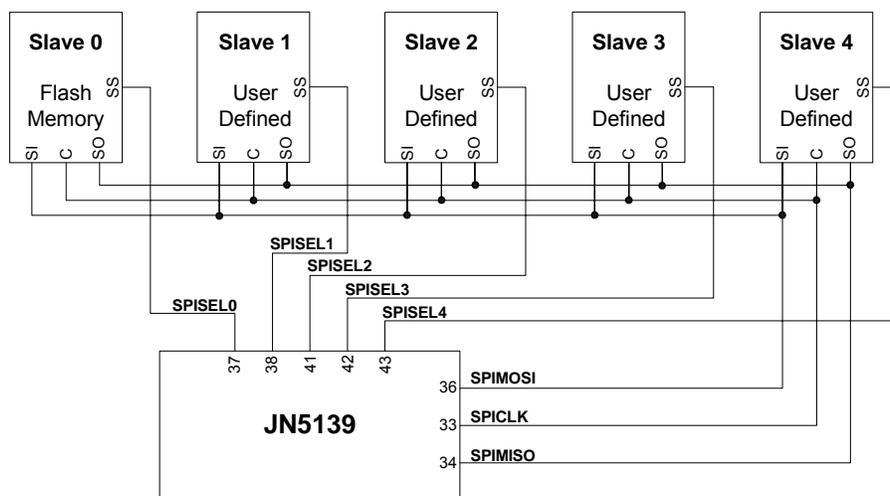 Slave 0
Slave 1
Slave 2
Slave 3
Slave 4
SS
SS
SS
SS
SS
Flash
Memory
User
Defined
User
Defined
User
Defined
User
Defined
SI
C
SO
SI
C
SO
SI
C
SO
SI
C
SO
SI
C
SO
SPISEL1
SPISEL2
SPISEL3
SPISEL0
SPISEL4
37
38
41
42
43
36
SPIMOSI
JN5139
33
SPICLK
34
SPIMISO